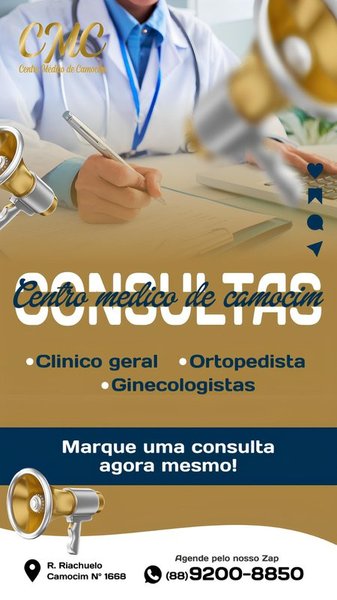 CMC
Centro Médico de Camocim
CONSULTAS
Centro medico de camocim
•Clinico geral •Ortopedista
•Ginecologistas
Marque uma consulta
agora mesmo!
R. Riachuelo
Camocim N° 1668
Agende pelo nosso Zap
(88)9200-8850